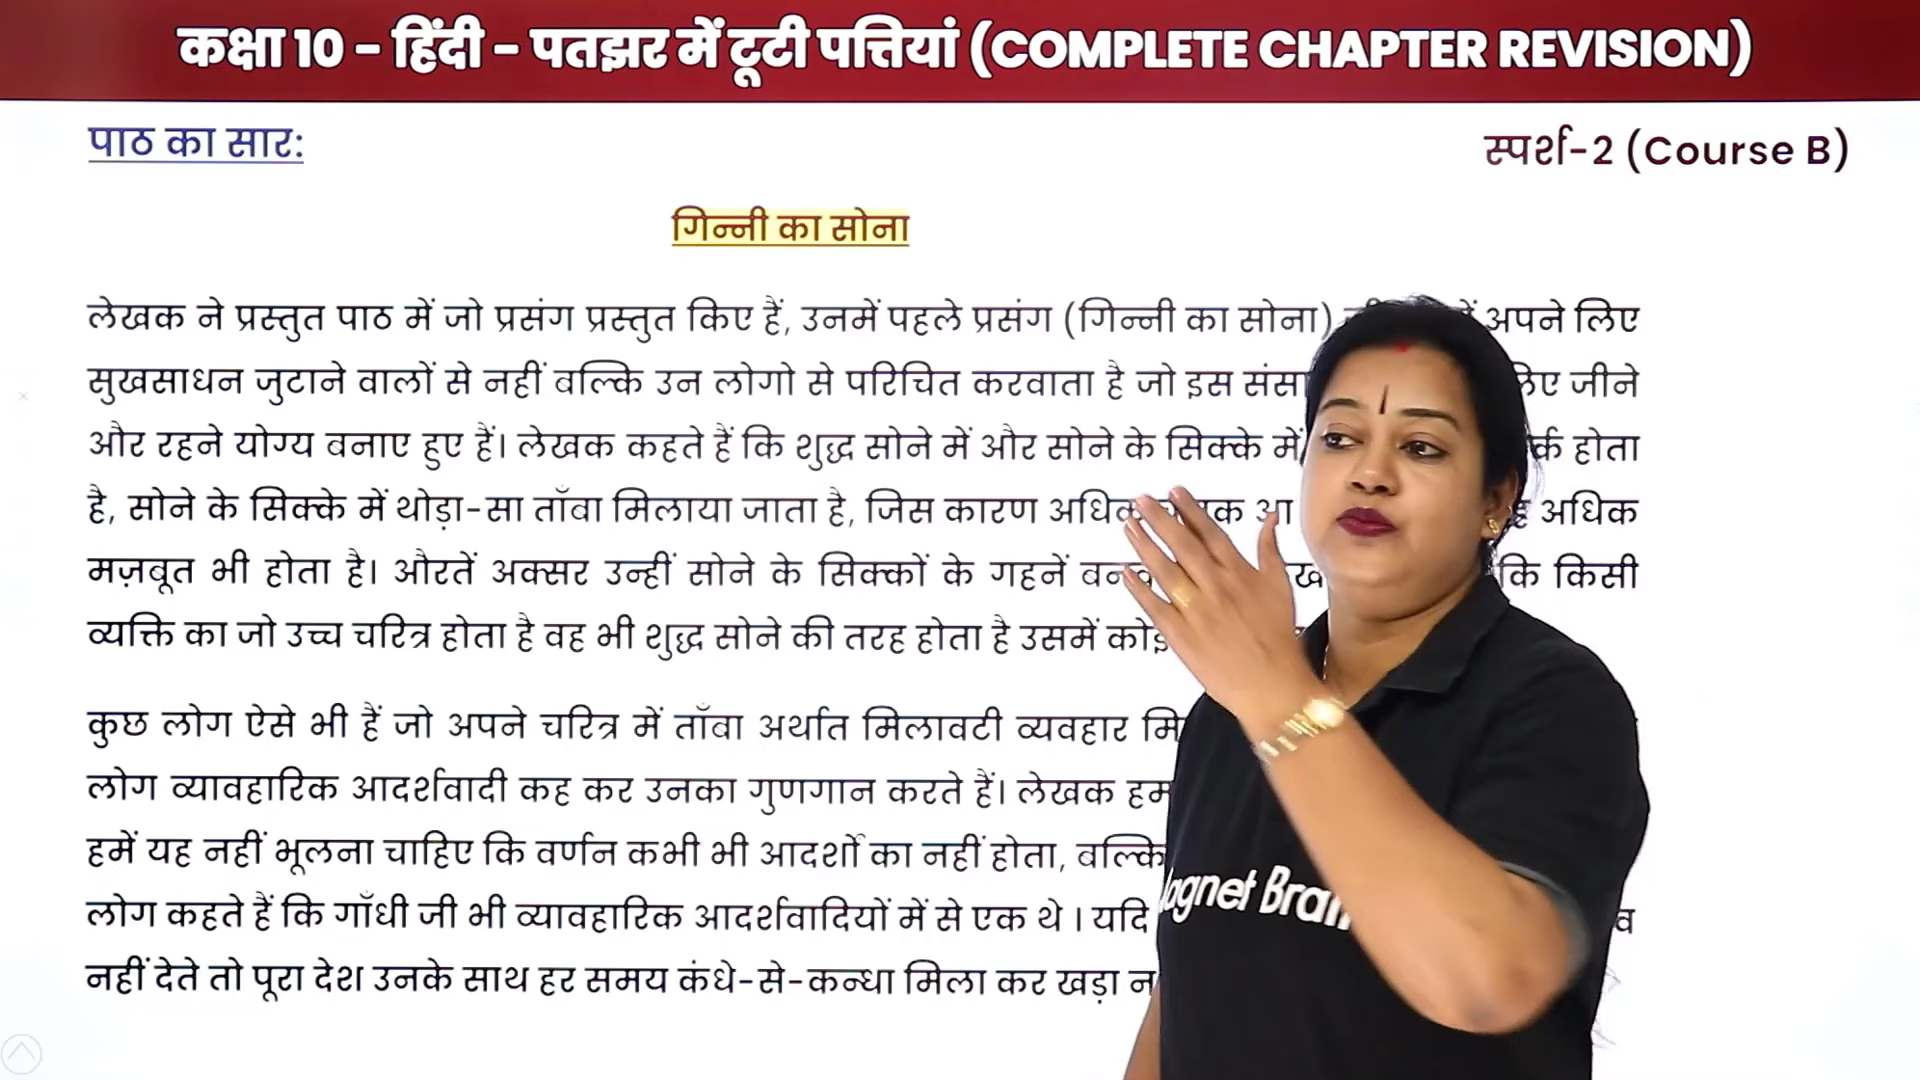 कक्षा 10 - हिंदी - पतझर में टूटी पत्तियां (COMPLETE CHAPTER REVISION)
पाठ का सार:
स्पर्श-2 (Course B)
गिन्नी का सोना
लेखक ने प्रस्तुत पाठ में जो प्रसंग प्रस्तुत किए हैं, उनमें पहले प्रसंग (गिन्नी का सोना) अपने लिए
सुखसाधन जुटाने वालों से नहीं बल्कि उन लोगो से परिचित करवाता है जो इस जीने
और रहने योग्य बनाए हुए हैं। लेखक कहते हैं कि शुद्ध सोने में और सोने के सिक्के में होता
है, सोने के सिक्के में थोड़ा-सा ताँबा मिलाया जाता है, जिस कारण अधिक
मज़बूत भी होता है। औरतें अक्सर उन्हीं सोने के सिक्कों के गहनें कि किसी
व्यक्ति का जो उच्च चरित्र होता है वह भी शुद्ध सोने की तरह होता है उसमें
कुछ लोग ऐसे भी हैं जो अपने चरित्र में ताँबा अर्थात मिलावटी व्यवहार
लोग व्यावहारिक आदर्शवादी कह कर उनका गुणगान करते हैं। लेखक
हमें यह नहीं भूलना चाहिए कि वर्णन कभी भी आदर्शों का नहीं होता, बल्कि
लोग कहते हैं कि गाँधी जी भी व्यावहारिक आदर्शवादियों में से एक थे । यदि
नहीं देते तो पूरा देश उनके साथ हर समय कंधे-से-कन्धा मिला कर खड़ा